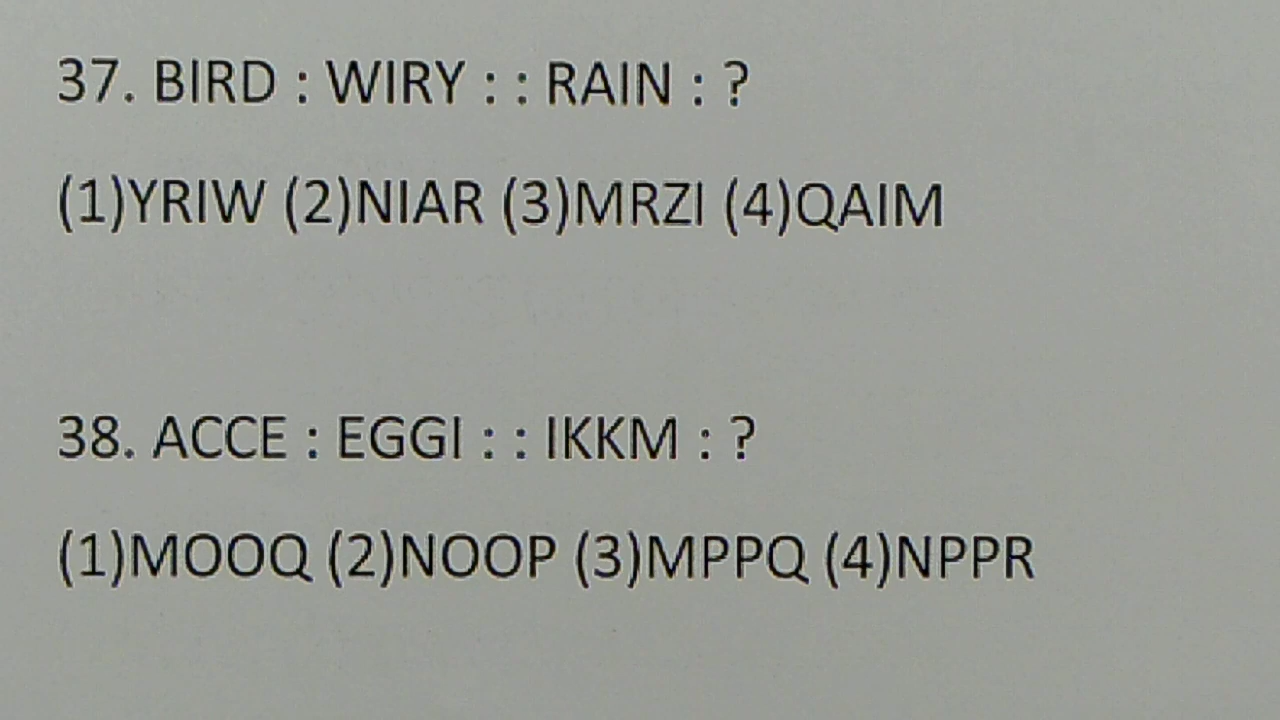 37. BIRD : WIRY : : RAIN : ?
(1)YRIW (2)NIAR (3)MRZI (4)QAIM
38. ACCE : EGGI : : IKKM : ?
(1)MOOQ (2)NOOP (3)MPPQ (4)NPPR